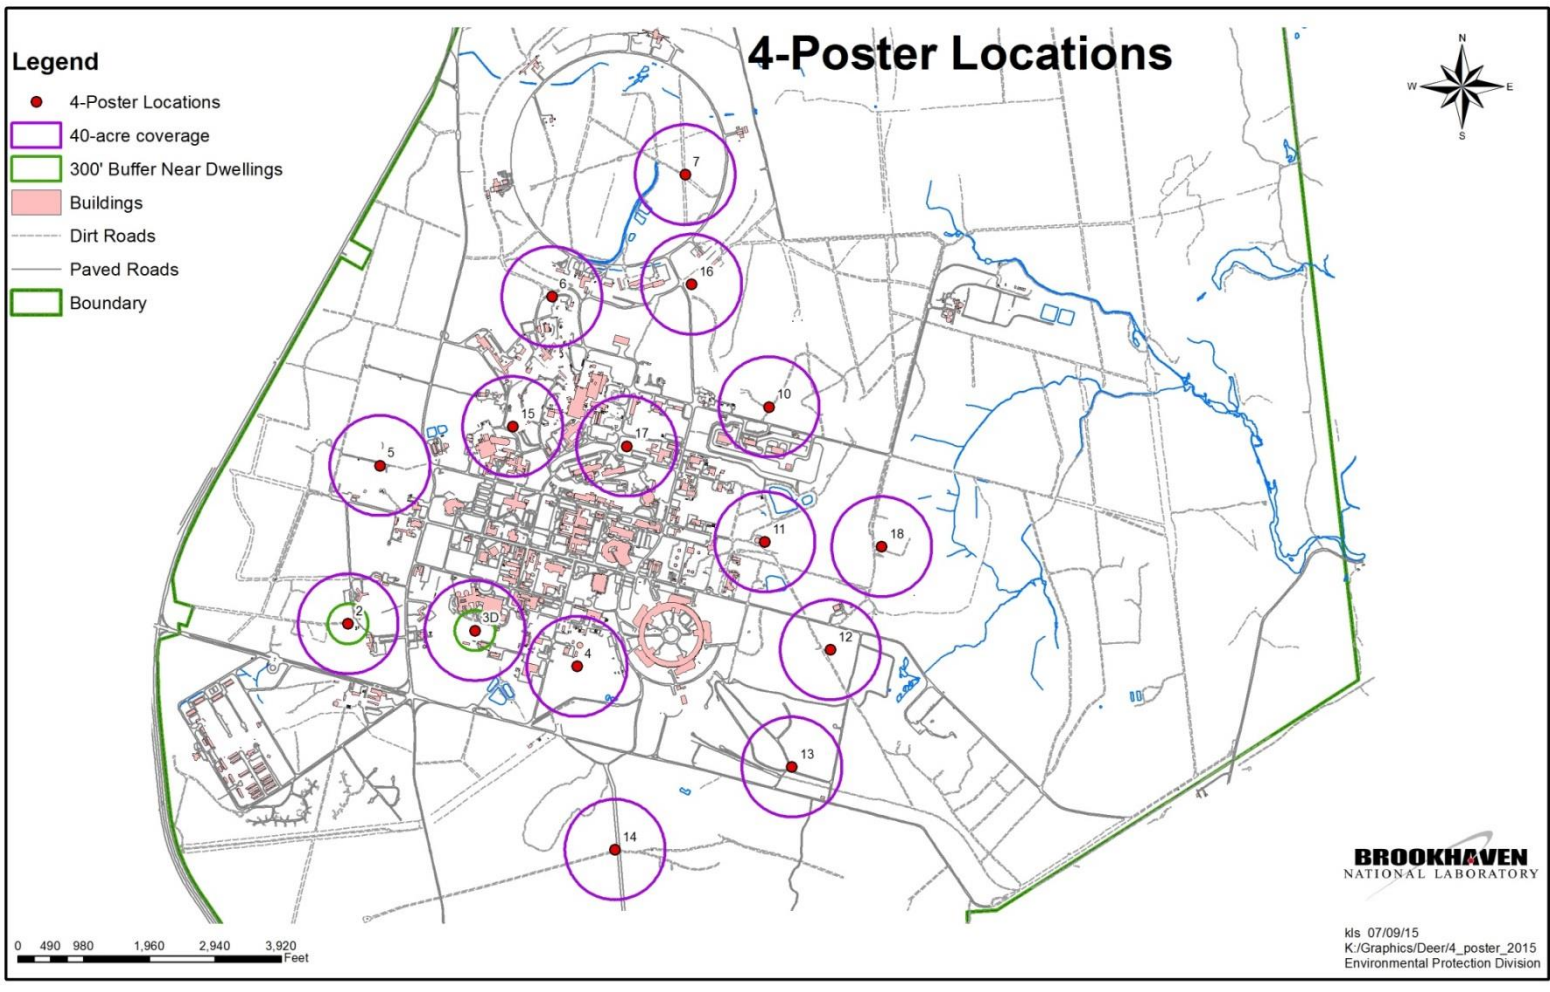 4-Poster Locations
Legend
4-Poster Locations
40-acre coverage
300' Buffer Near Dwellings
Buildings
Dirt Roads
Paved Roads
Boundary
N
W
E
S
7
16
6
10
15
17
5
11
18
2
3D
4
12
13
14
BROOKHAVEN
NATIONAL LABORATORY
kls 07/09/15
K:/Graphics/Deer/4_poster_2015
Environmental Protection Division
0 490 980 1,960 2,940 3,920
Feet